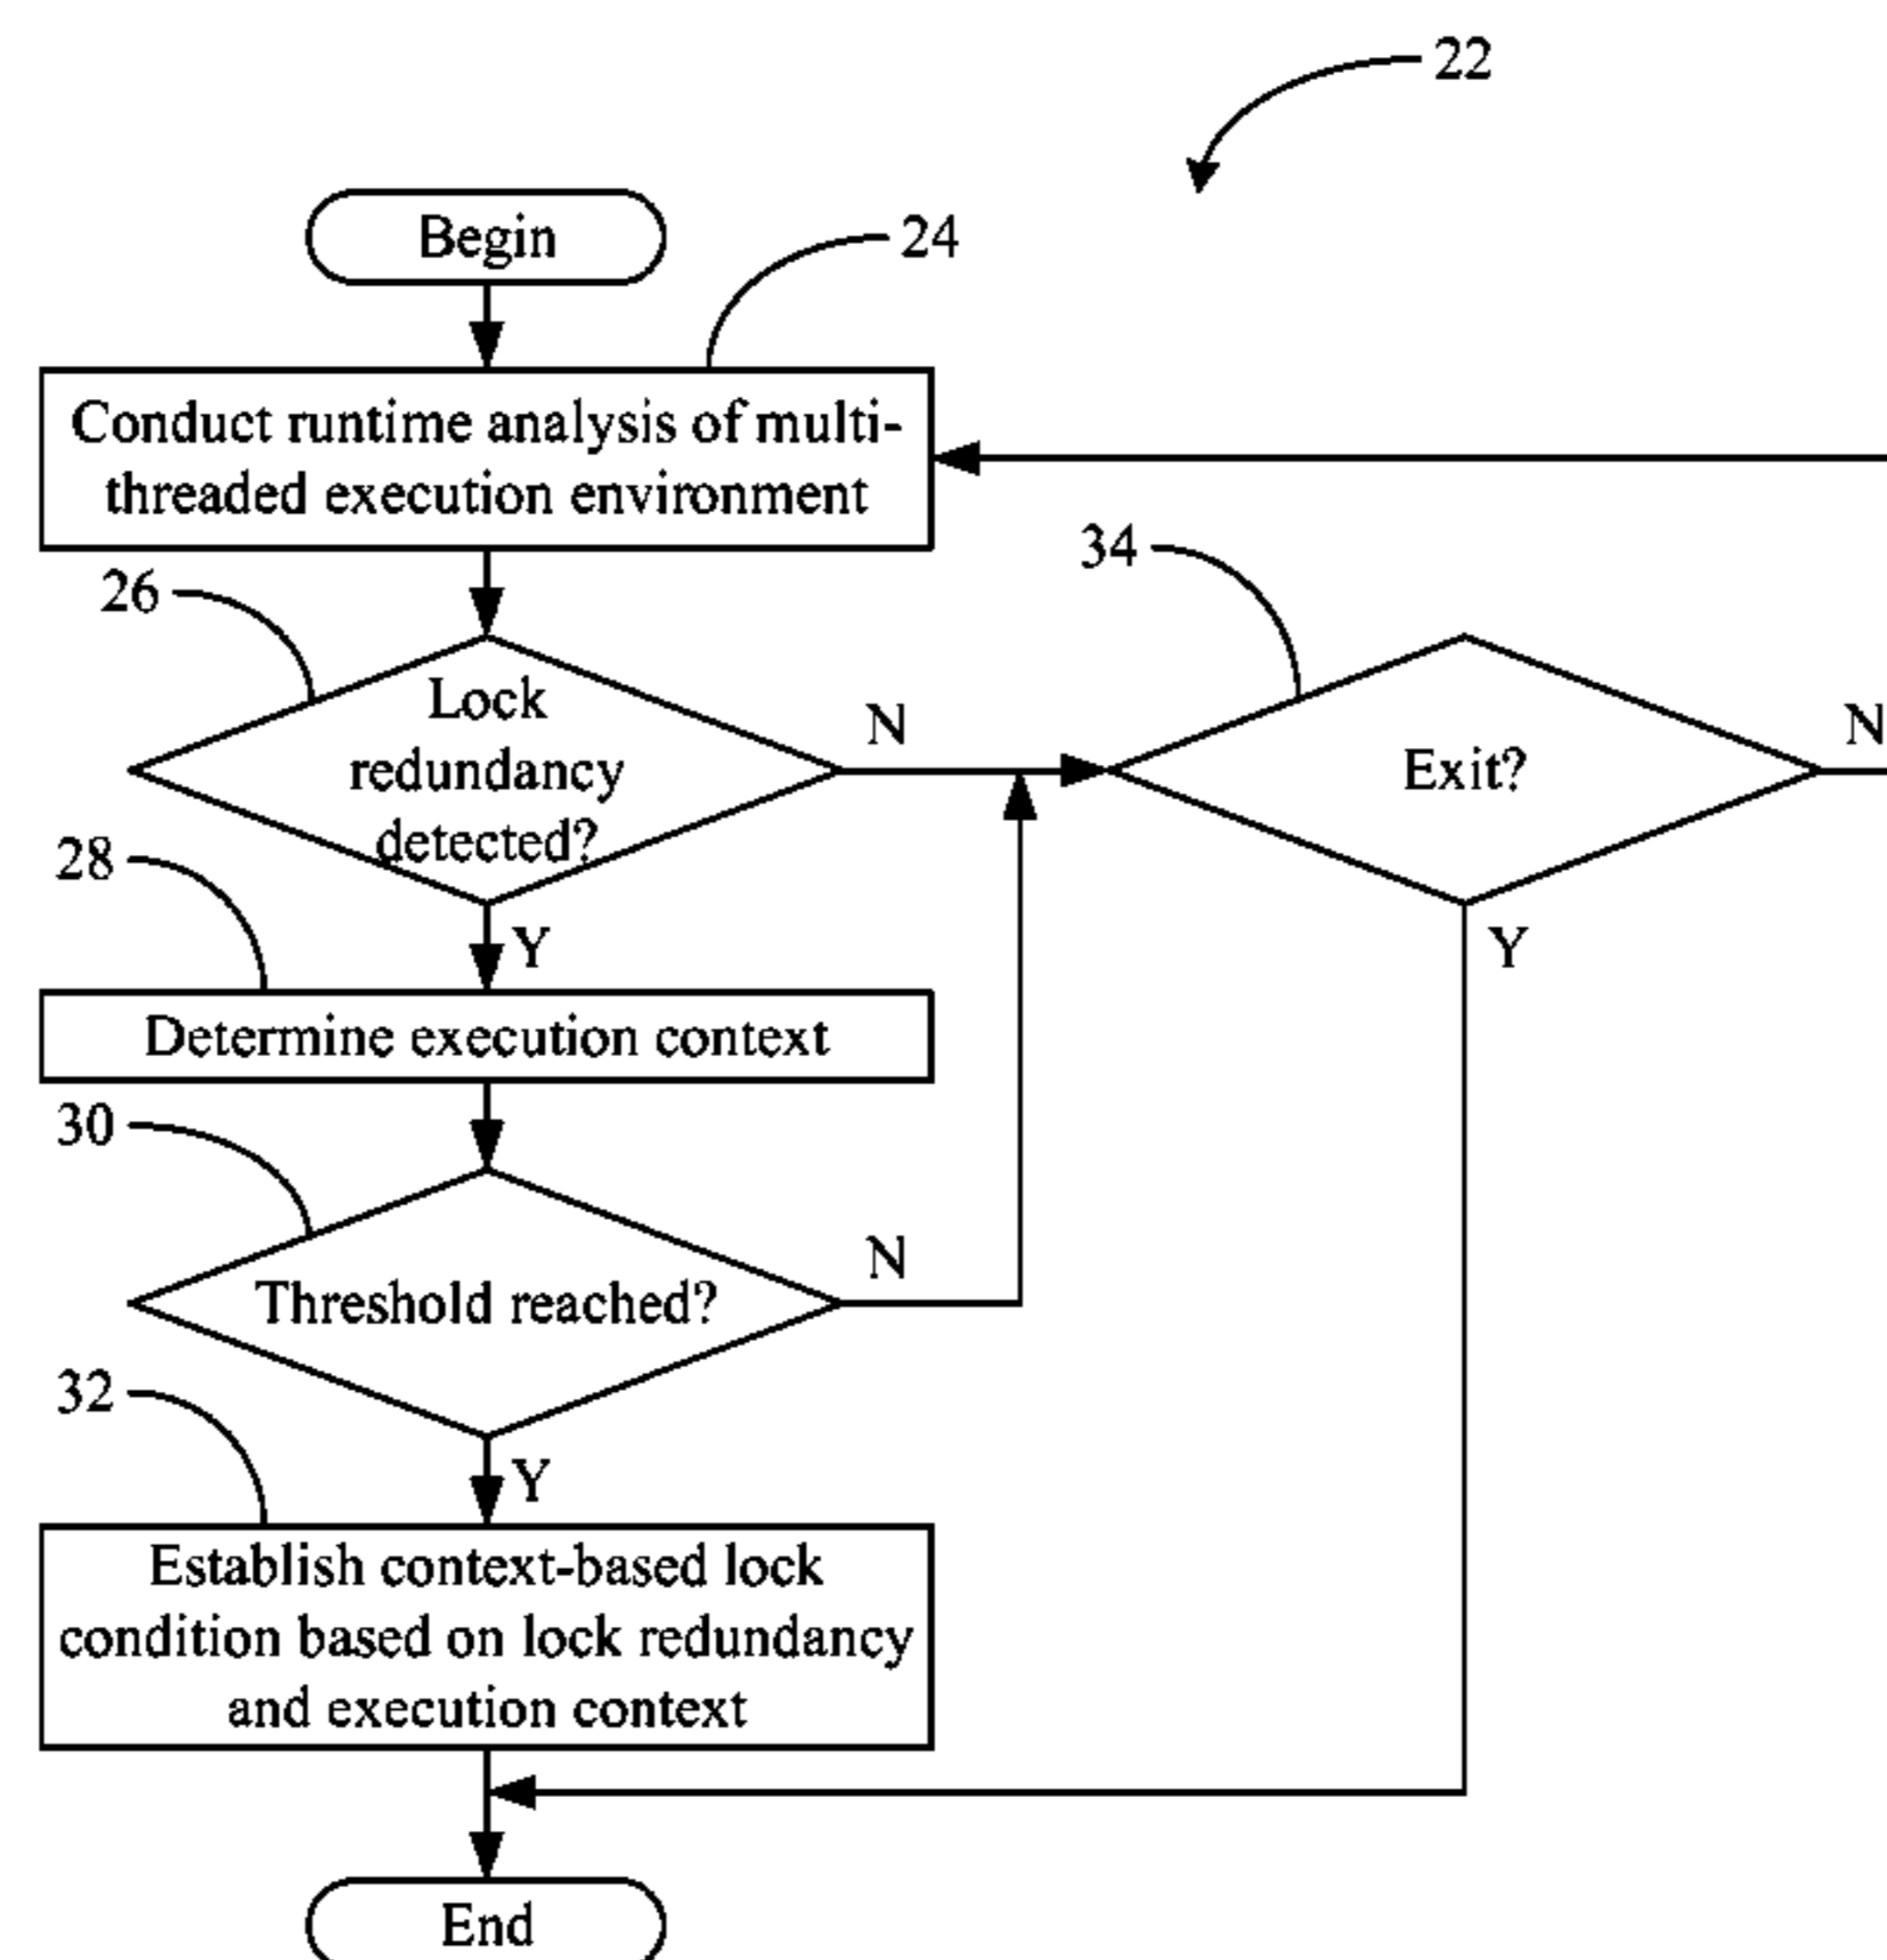 22
Begin
24
Conduct runtime analysis of multi-
threaded execution environment
34
26
Lock
redundancy
detected?
N
Exit?
N
28
Y
Y
Determine execution context
30
Threshold reached?
N
32
Y
Establish context-based lock
condition based on lock redundancy
and execution context
End